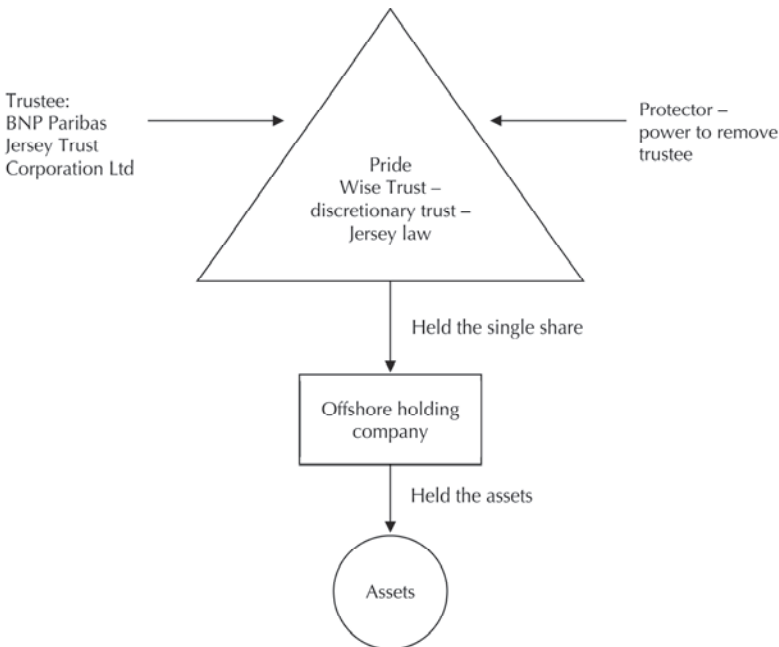 Trustee:
BNP Paribas
Jersey Trust
Corporation Ltd
Protector –
power to remove
trustee
Pride
Wise Trust –
discretionary trust –
Jersey law
Held the single share
Offshore holding
company
Held the assets
Assets